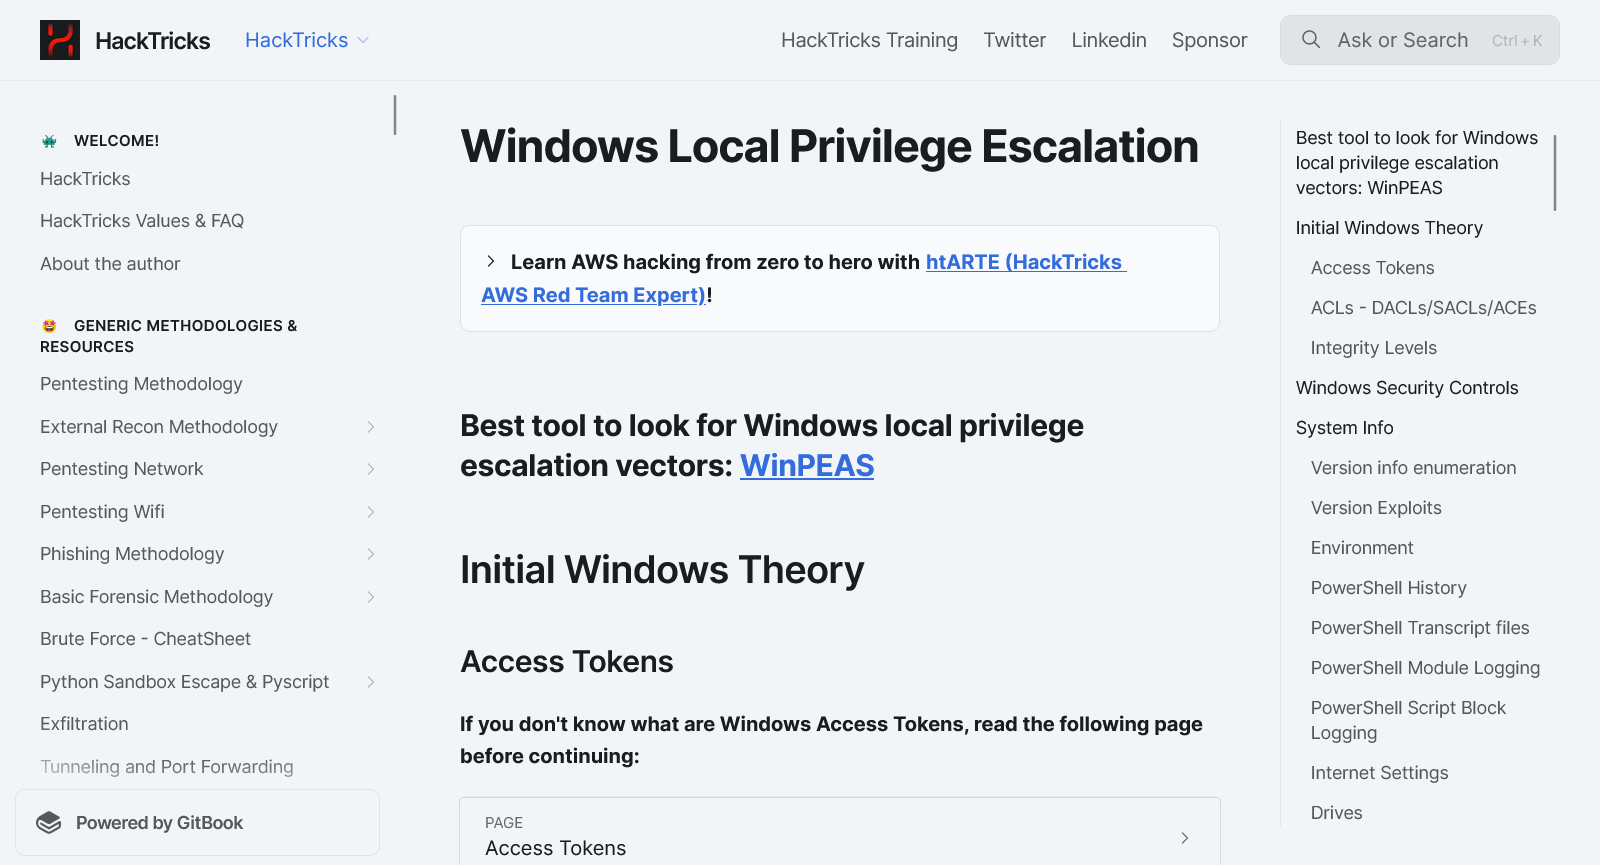 HackTricks
HackTricks
HackTricks Training
Twitter
Linkedin
Sponsor
Ask or Search
Ctrl + K
WELCOME!
HackTricks
HackTricks Values & FAQ
About the author
GENERIC METHODOLOGIES &
RESOURCES
Pentesting Methodology
External Recon Methodology
Pentesting Network
Pentesting Wifi
Phishing Methodology
Basic Forensic Methodology
Brute Force - CheatSheet
Python Sandbox Escape & Pyscript
Exfiltration
Tunneling and Port Forwarding
Powered by GitBook
Windows Local Privilege Escalation
Learn AWS hacking from zero to hero with htARTE (HackTricks
AWS Red Team Expert)!
Best tool to look for Windows local privilege
escalation vectors: WinPEAS
Initial Windows Theory
Access Tokens
If you don't know what are Windows Access Tokens, read the following page
before continuing:
PAGE
Access Tokens
Best tool to look for Windows
local privilege escalation
vectors: WinPEAS
Initial Windows Theory
Access Tokens
ACLs - DACLs/SACLs/ACEs
Integrity Levels
Windows Security Controls
System Info
Version info enumeration
Version Exploits
Environment
PowerShell History
PowerShell Transcript files
PowerShell Module Logging
PowerShell Script Block
Logging
Internet Settings
Drives